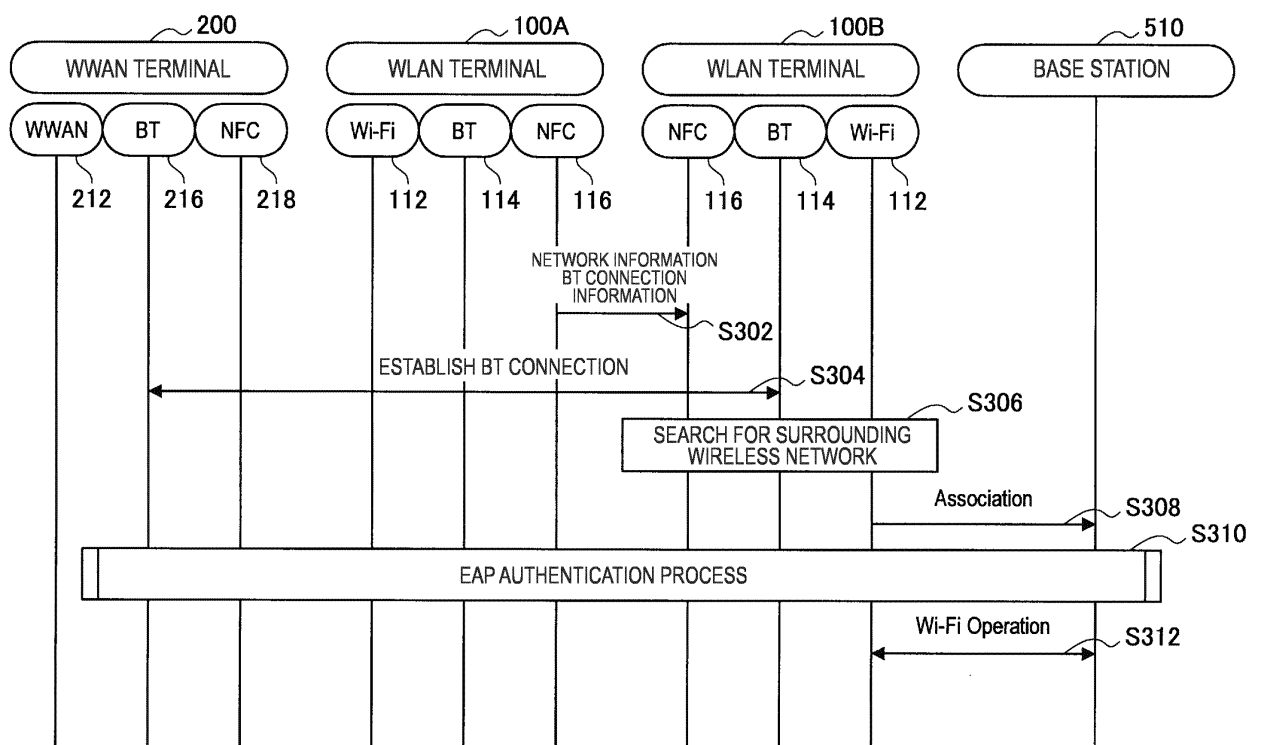 200
100A
100B
510
WWAN TERMINAL
WLAN TERMINAL
WLAN TERMINAL
BASE STATION
WWAN
BT
NFC
Wi-Fi
BT
NFC
NFC
BT
Wi-Fi
212
216
218
112
114
116
116
114
112
NETWORK INFORMATION
BT CONNECTION
INFORMATION
S302
ESTABLISH BT CONNECTION
S304
S306
SEARCH FOR SURROUNDING
WIRELESS NETWORK
Association
S308
S310
EAP AUTHENTICATION PROCESS
Wi-Fi Operation
S312